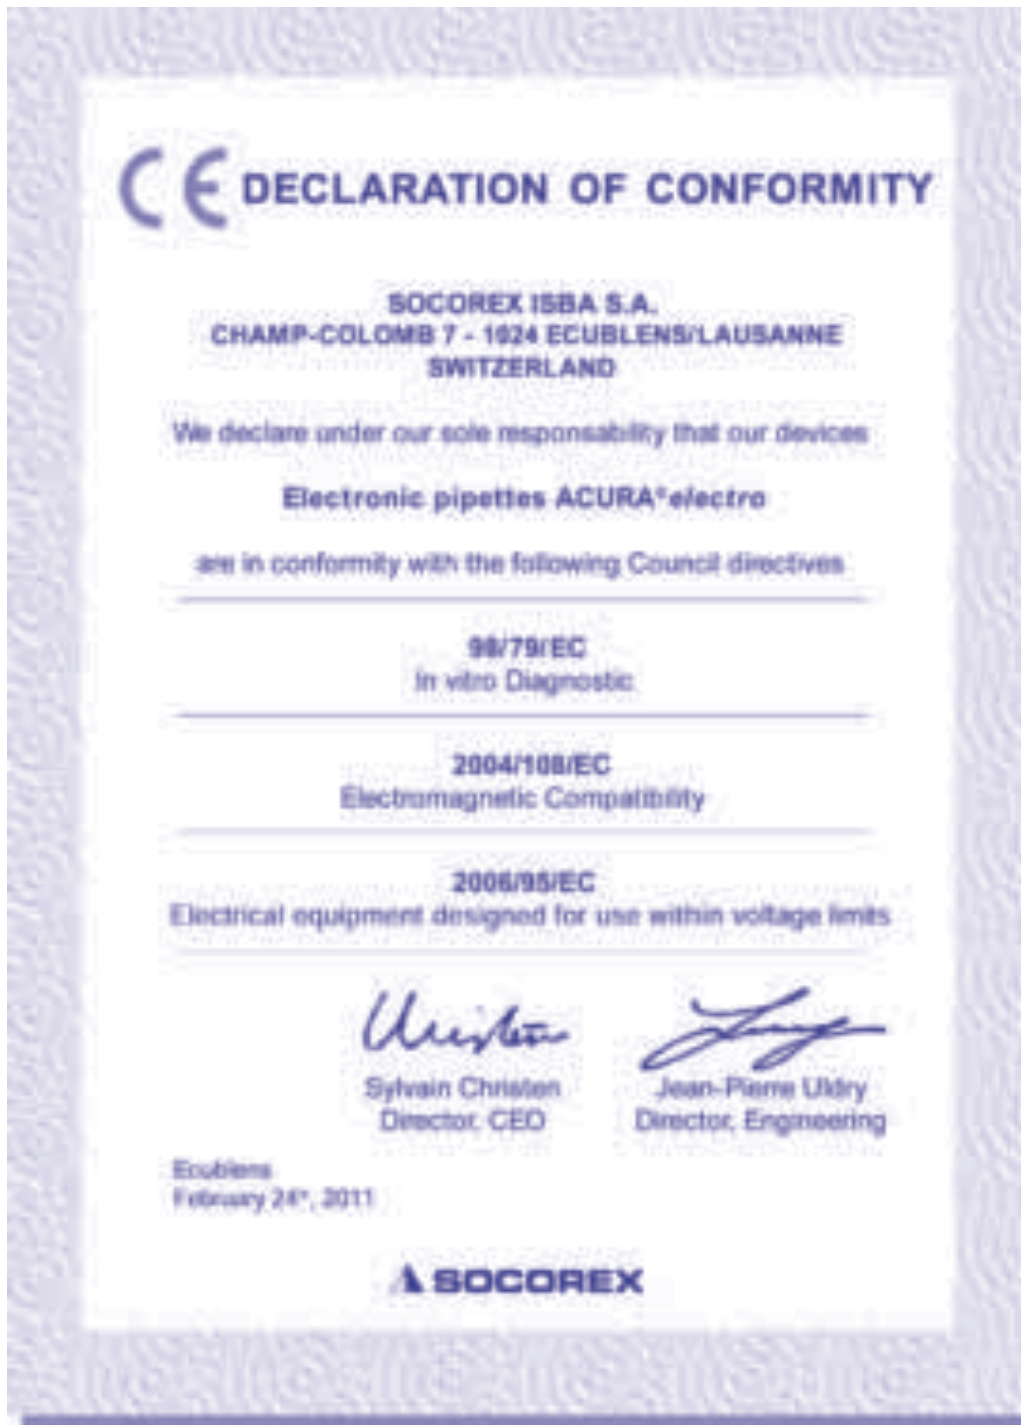 CE DECLARATION OF CONFORMITY
SOCOREX ISBA S.A.
CHAMP-COLOMB 7 - 1024 ECUBLENS/LAUSANNE
SWITZERLAND
We declare under our sole responsability that our devices
Electronic pipettes ACURA® electro
are in conformity with the following Council directives
98/79/EC
In vitro Diagnostic
2004/108/EC
Electromagnetic Compatibility
2006/95/EC
Electrical equipment designed for use within voltage limits
Sylvain Christen Jean-Pierre Uldry
Director, CEO Director, Engineering
Ecublens
February 24ᵗʰ, 2011
SOCOREX